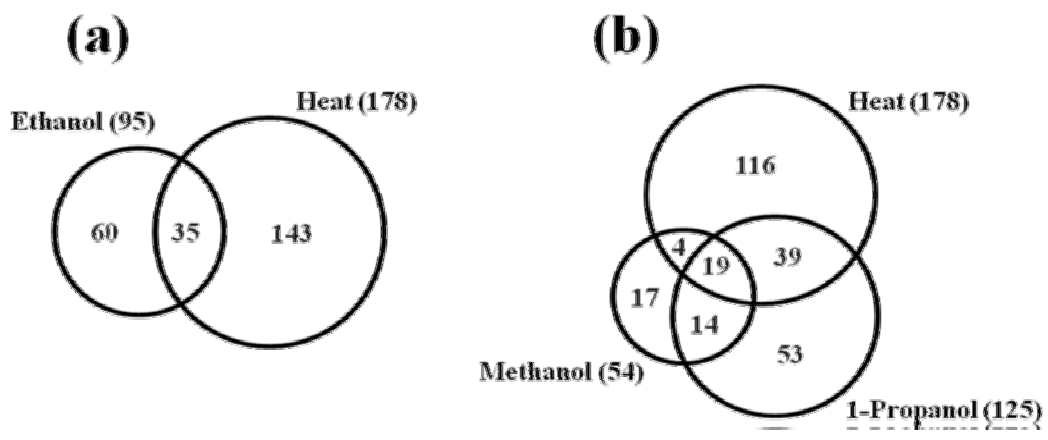 (a)
(b)
Ethanol (95)
Heat (178)
60
35
143
Heat (178)
116
4
19
39
17
14
53
Methanol (54)
1-Propanol (125)